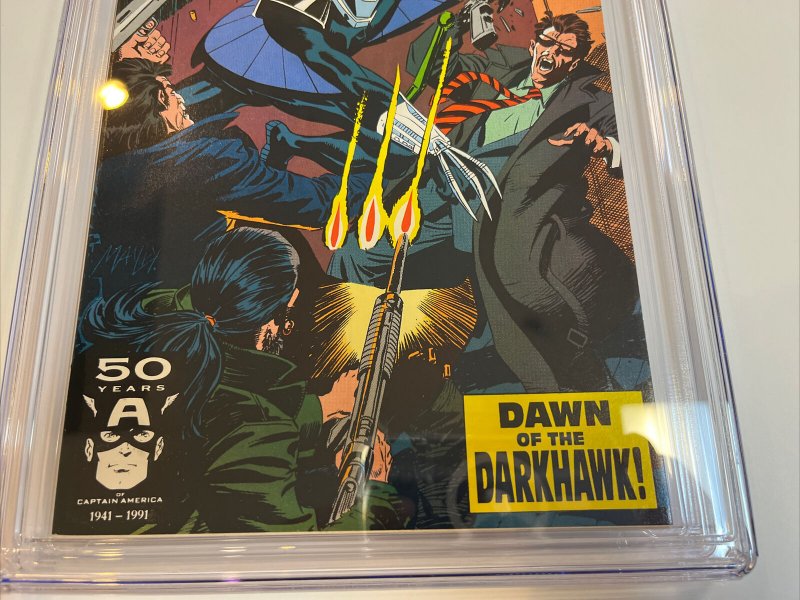 50
YEARS
A
OF
CAPTAIN AMERICA
1941 – 1991
DAWN
OF THE
DARKHAWK!